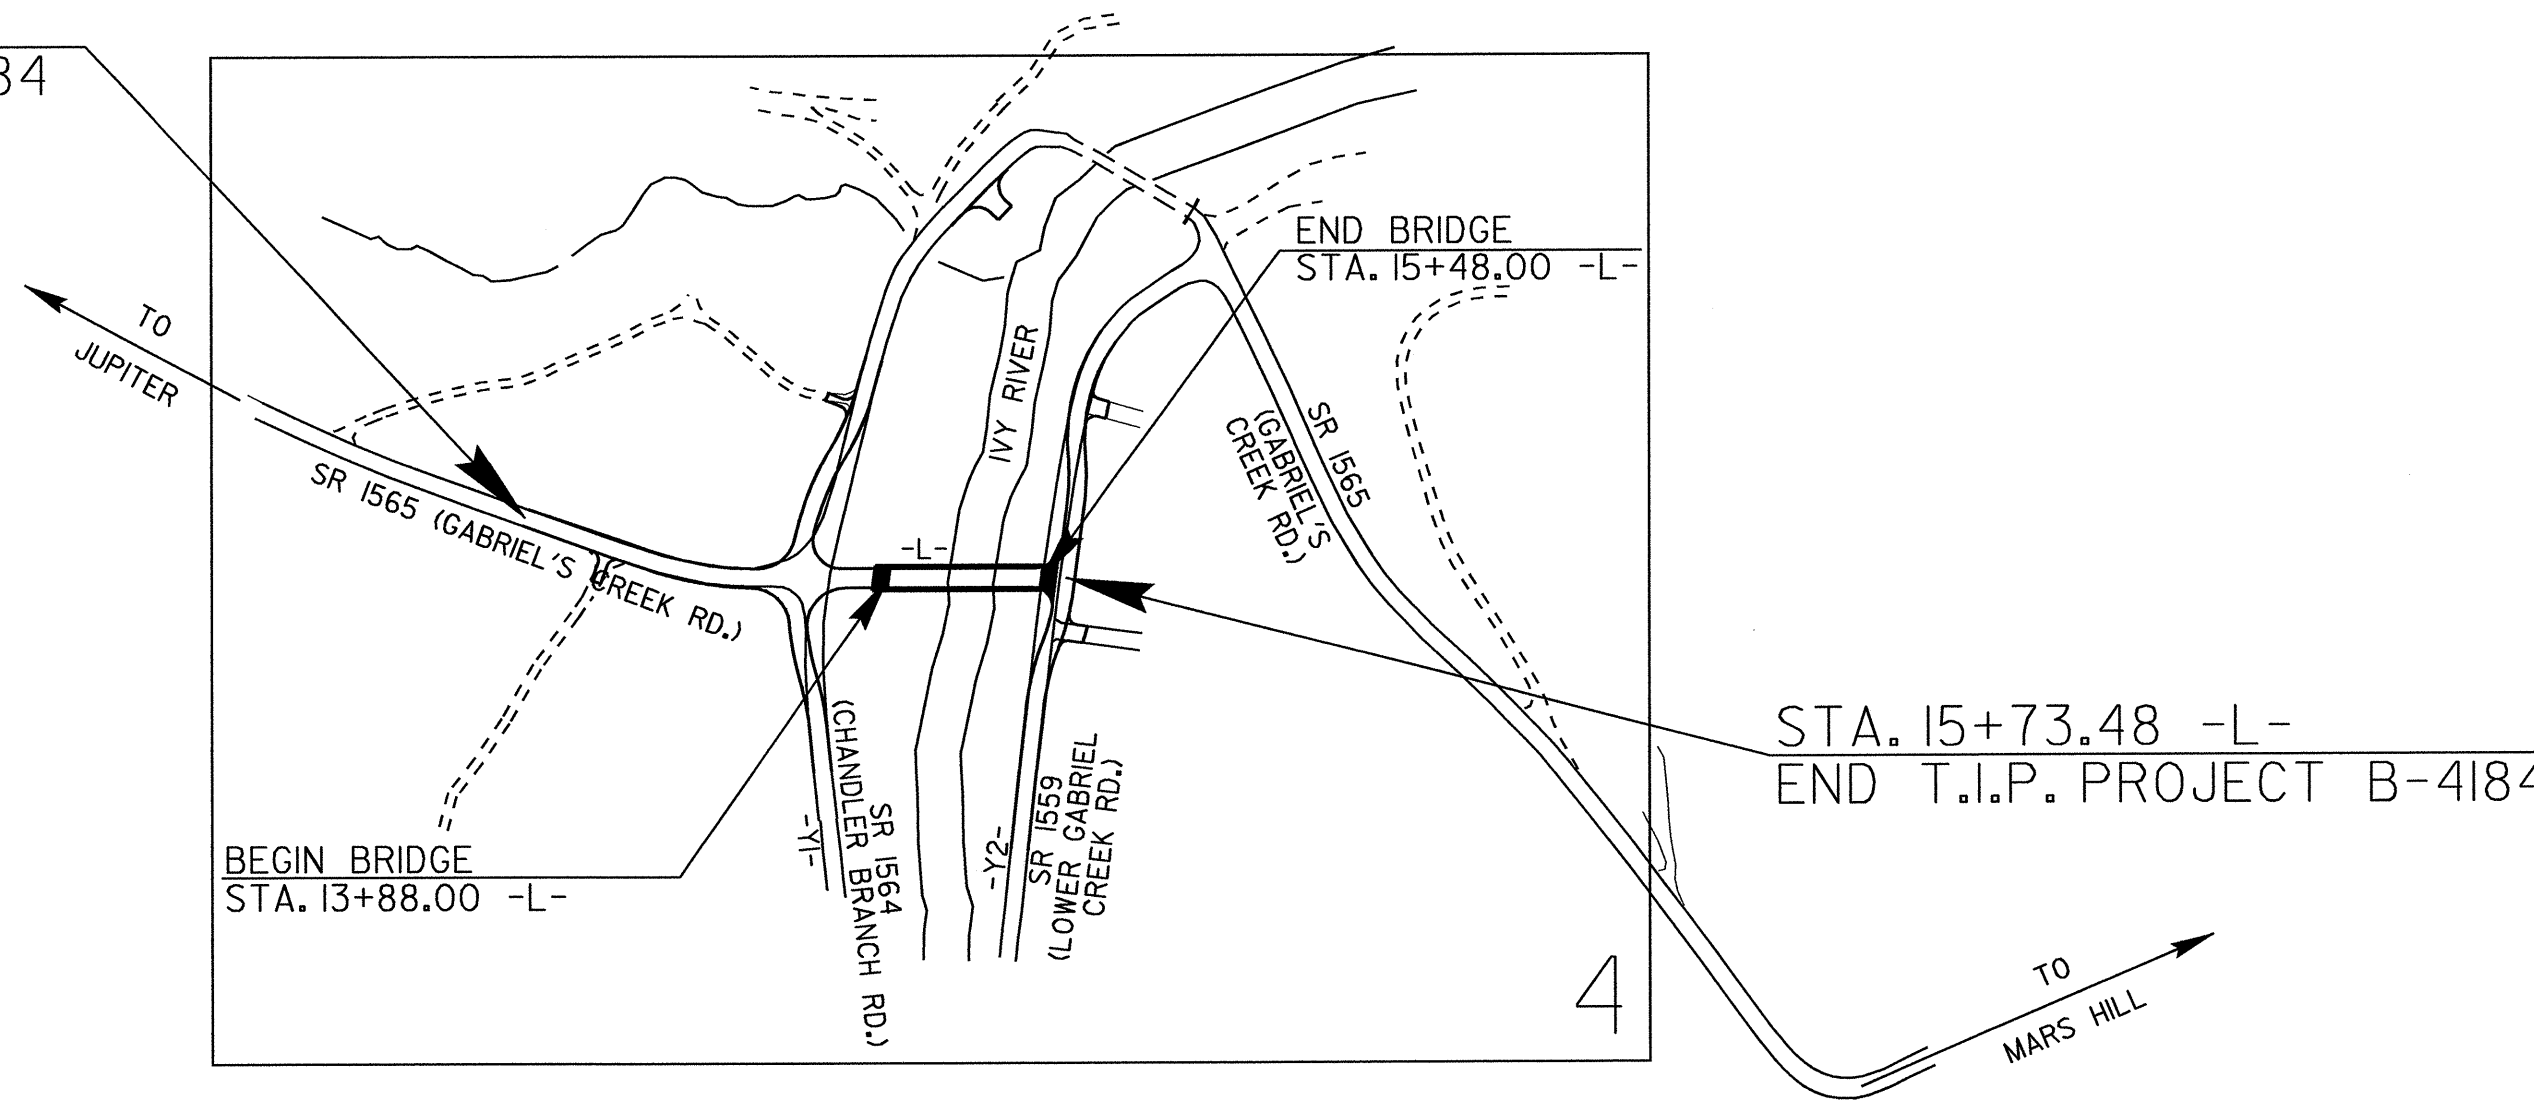 TO
JUPITER
SR 1565 (GABRIEL'S CREEK RD.)
END BRIDGE
STA. 15+48.00 -L-
IVY RIVER
SR 1565
(GABRIEL'S
CREEK RD.)
-L-
STA. 15+73.48 -L-
END T.I.P. PROJECT B-4184
BEGIN BRIDGE
STA. 13+88.00 -L-
-Y1-
SR 1564
(CHANDLER BRANCH RD.)
-Y2-
SR 1559
(LOWER GABRIEL
CREEK RD.)
4
TO
MARS HILL